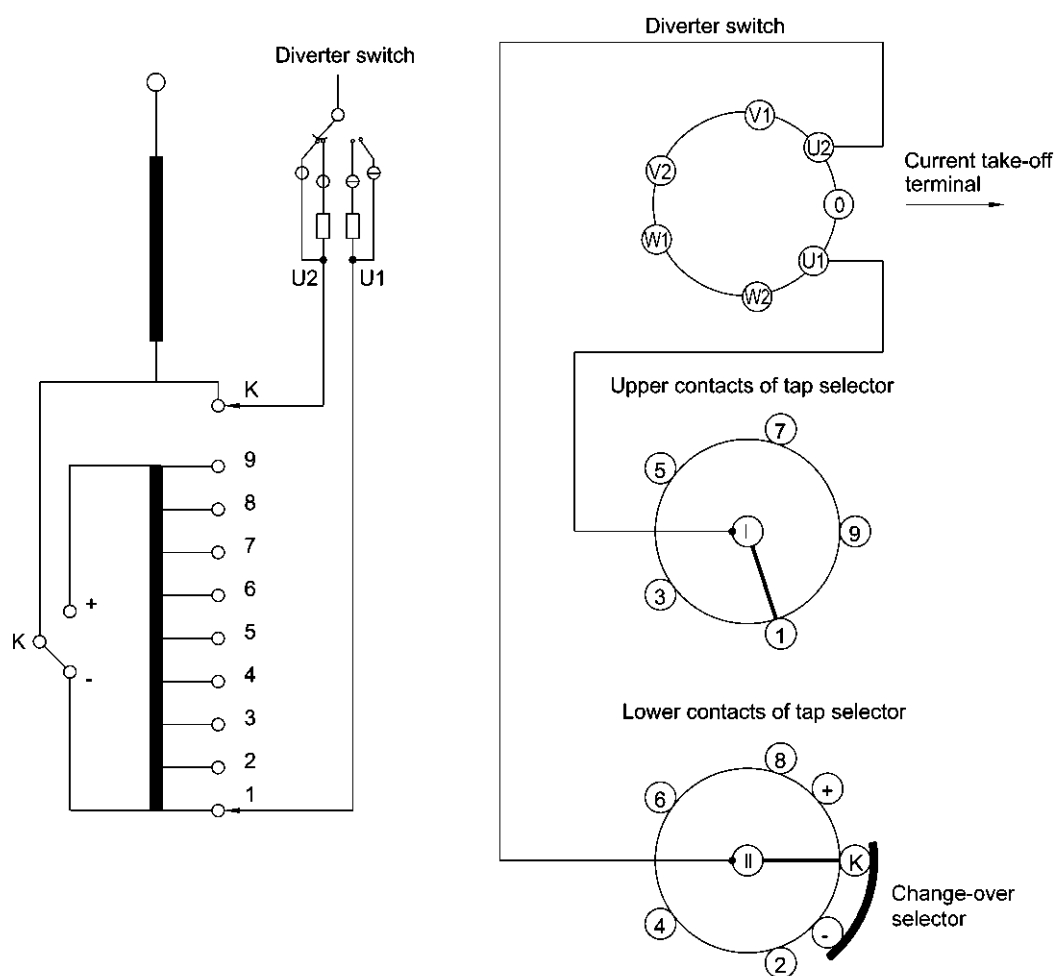 Diverter switch
U2
U1
K
9
8
7
6
5
4
3
2
1
+
K
-
Diverter switch
V1
U2
V2
0
W1
U1
W2
Current take-off
terminal
Upper contacts of tap selector
7
5
9
I
3
1
Lower contacts of tap selector
8
+
6
II
K
4
-
2
Change-over
selector